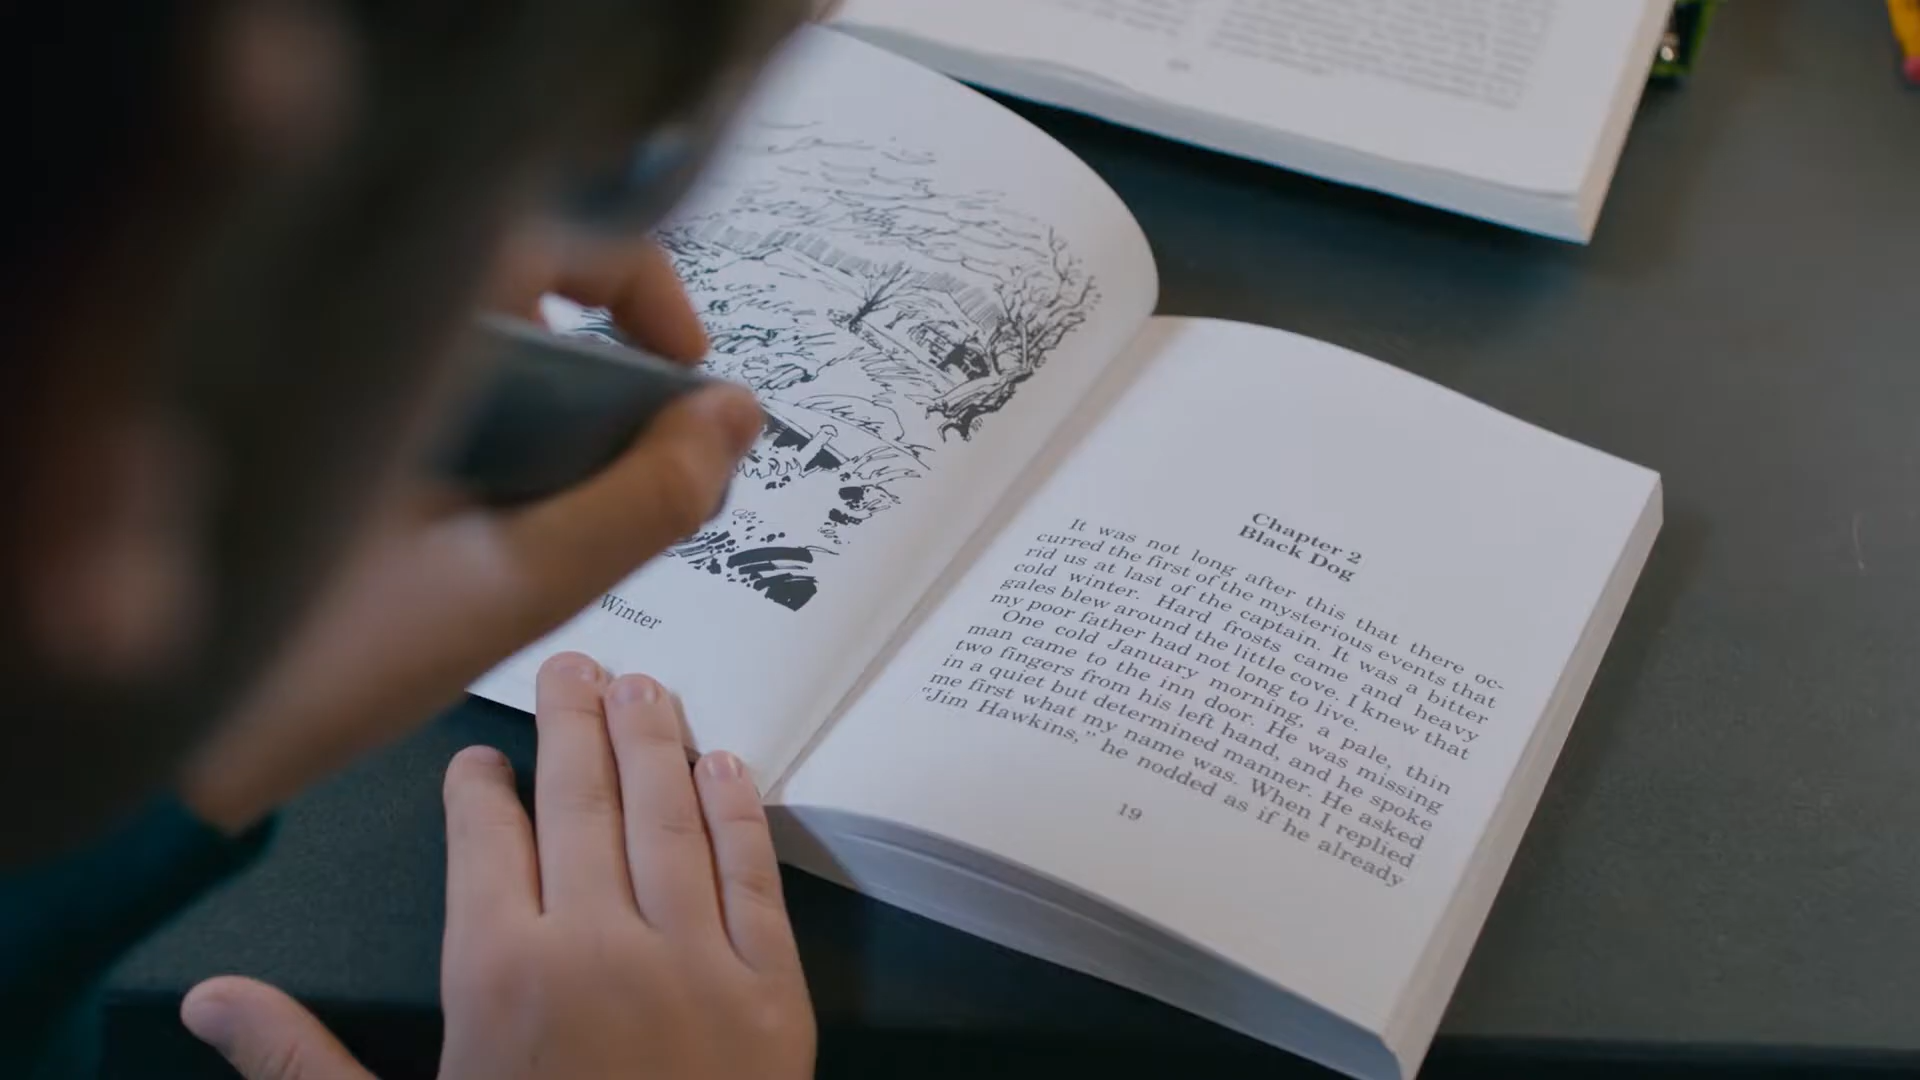 Winter
Chapter 2
Black Dog
It was not long after this that there oc-
curred the first of the mysterious events that
rid us at last of the captain. It was a bitter
cold winter. Hard frosts came and heavy
gales blew around the little cove. I knew that
my poor father had not long to live.
One cold January morning, a pale, thin
man came to the inn door. He was missing
two fingers from his left hand, and he spoke
in a quiet but determined manner. He asked
me first what my name was. When I replied
"Jim Hawkins," he nodded as if he already
19